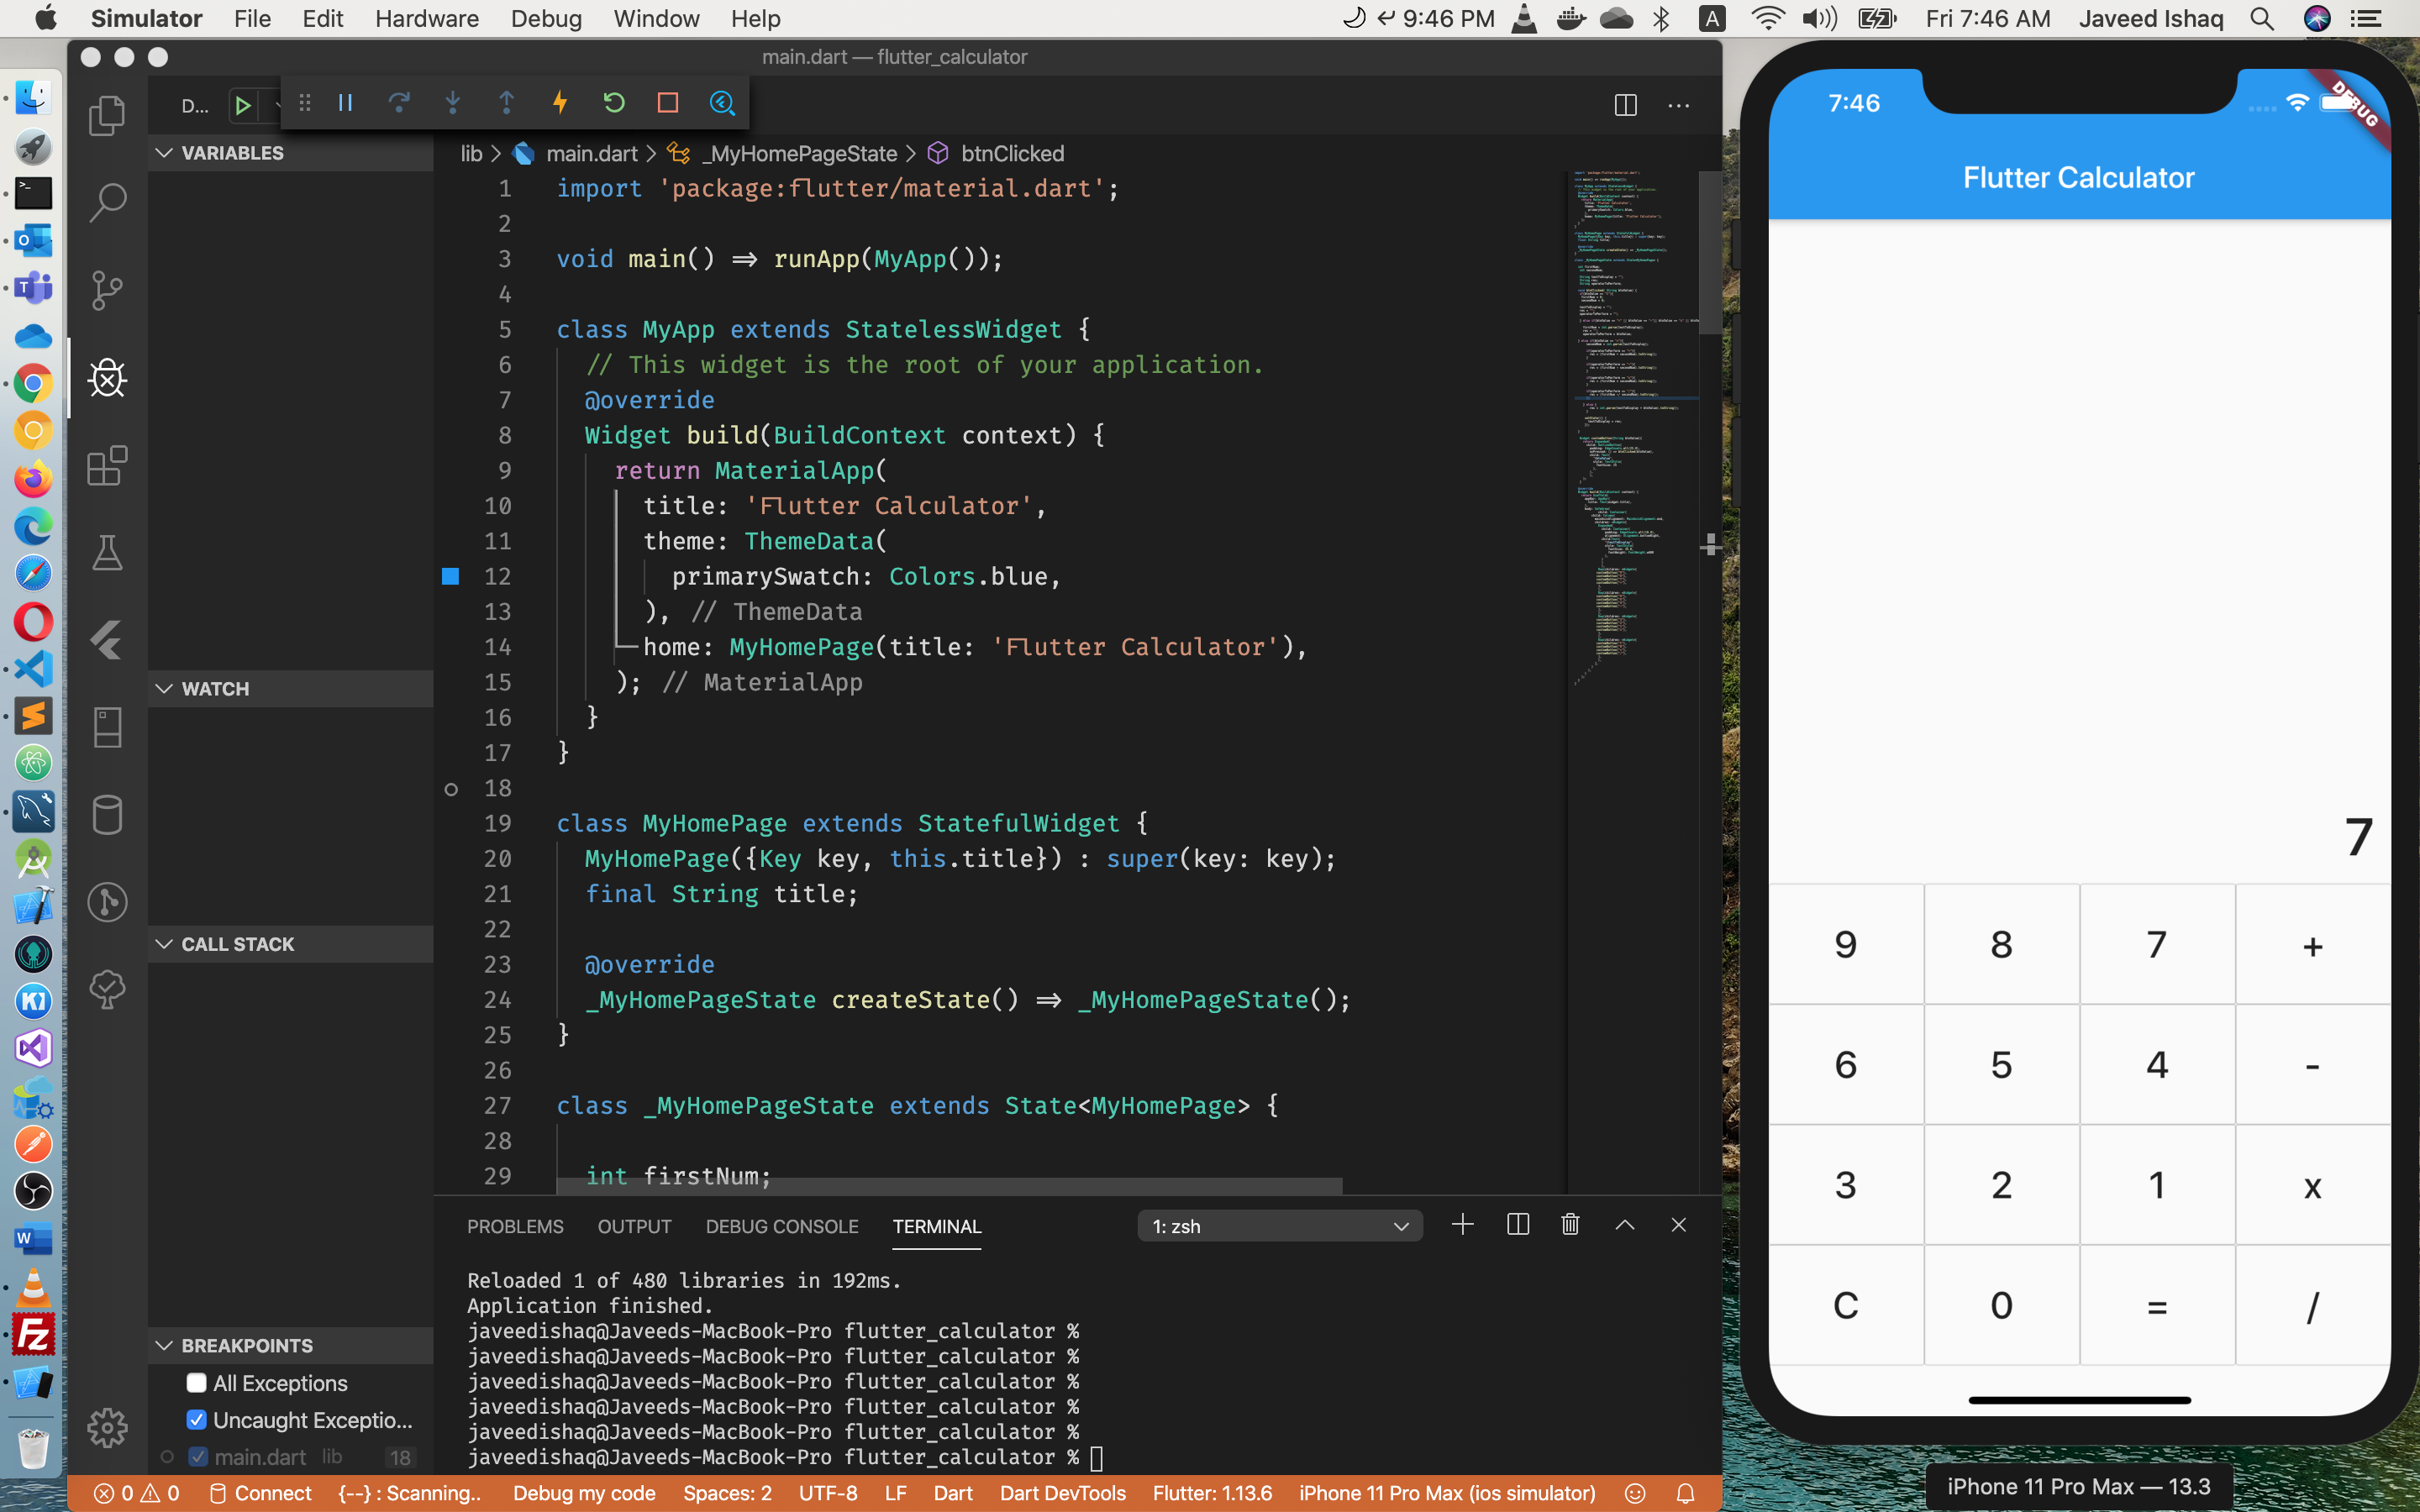 Simulator File Edit Hardware Debug Window Help 9:46 PM A Fri 7:46 AM Javeed Ishaq
main.dart — flutter_calculator
D...
VARIABLES
WATCH
CALL STACK
BREAKPOINTS
All Exceptions
Uncaught Exceptio...
main.dart lib 18
lib > main.dart > _MyHomePageState > btnClicked
1 import 'package:flutter/material.dart';
2
3 void main() => runApp(MyApp());
4
5 class MyApp extends StatelessWidget {
6 // This widget is the root of your application.
7 @override
8 Widget build(BuildContext context) {
9 return MaterialApp(
10 title: 'Flutter Calculator',
11 theme: ThemeData(
12 primarySwatch: Colors.blue,
13 ), // ThemeData
14 home: MyHomePage(title: 'Flutter Calculator'),
15 ); // MaterialApp
16 }
17 }
18
19 class MyHomePage extends StatefulWidget {
20 MyHomePage({Key key, this.title}) : super(key: key);
21 final String title;
22
23 @override
24 _MyHomePageState createState() => _MyHomePageState();
25 }
26
27 class _MyHomePageState extends State<MyHomePage> {
28
29 int firstNum;
PROBLEMS OUTPUT DEBUG CONSOLE TERMINAL 1: zsh
Reloaded 1 of 480 libraries in 192ms.
Application finished.
javeedishaq@Javeeds-MacBook-Pro flutter_calculator %
javeedishaq@Javeeds-MacBook-Pro flutter_calculator %
javeedishaq@Javeeds-MacBook-Pro flutter_calculator %
javeedishaq@Javeeds-MacBook-Pro flutter_calculator %
javeedishaq@Javeeds-MacBook-Pro flutter_calculator %
javeedishaq@Javeeds-MacBook-Pro flutter_calculator %
0 0 Connect {--} : Scanning.. Debug my code Spaces: 2 UTF-8 LF Dart Dart DevTools Flutter: 1.13.6 iPhone 11 Pro Max (ios simulator)
7:46
DEBUG
Flutter Calculator
7
9 8 7 +
6 5 4 -
3 2 1 x
C 0 = /
iPhone 11 Pro Max — 13.3